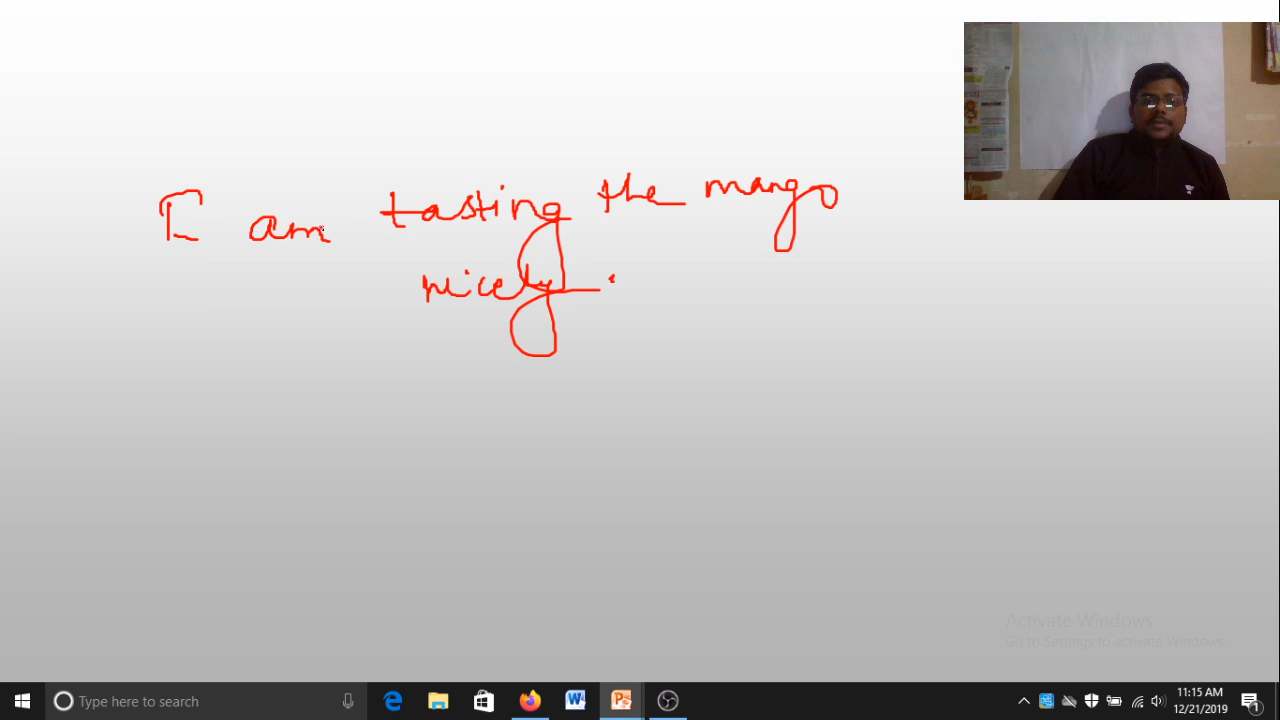 I am tasting the mango
nicely.
Activate Windows
Go to Settings to activate Windows.
Type here to search
11:15 AM
12/21/2019